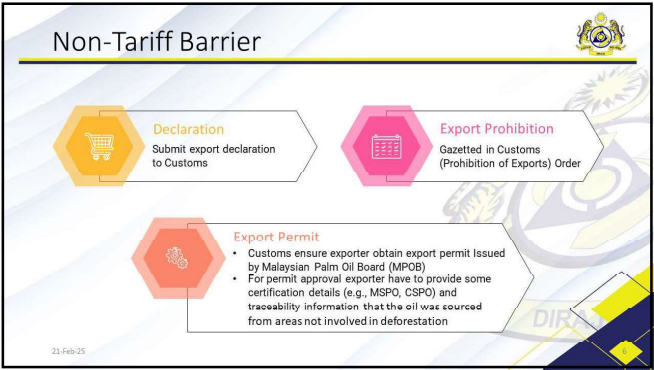 Non-Tariff Barrier
Declaration
Submit export declaration
to Customs
Export Prohibition
Gazetted in Customs
(Prohibition of Exports) Order
Export Permit
• Customs ensure exporter obtain export permit Issued
by Malaysian Palm Oil Board (MPOB)
• For permit approval exporter have to provide some
certification details (e.g., MSPO, CSPO) and
traceability information that the oil was sourced
from areas not involved in deforestation
DIRAJA
21-Feb-25
6